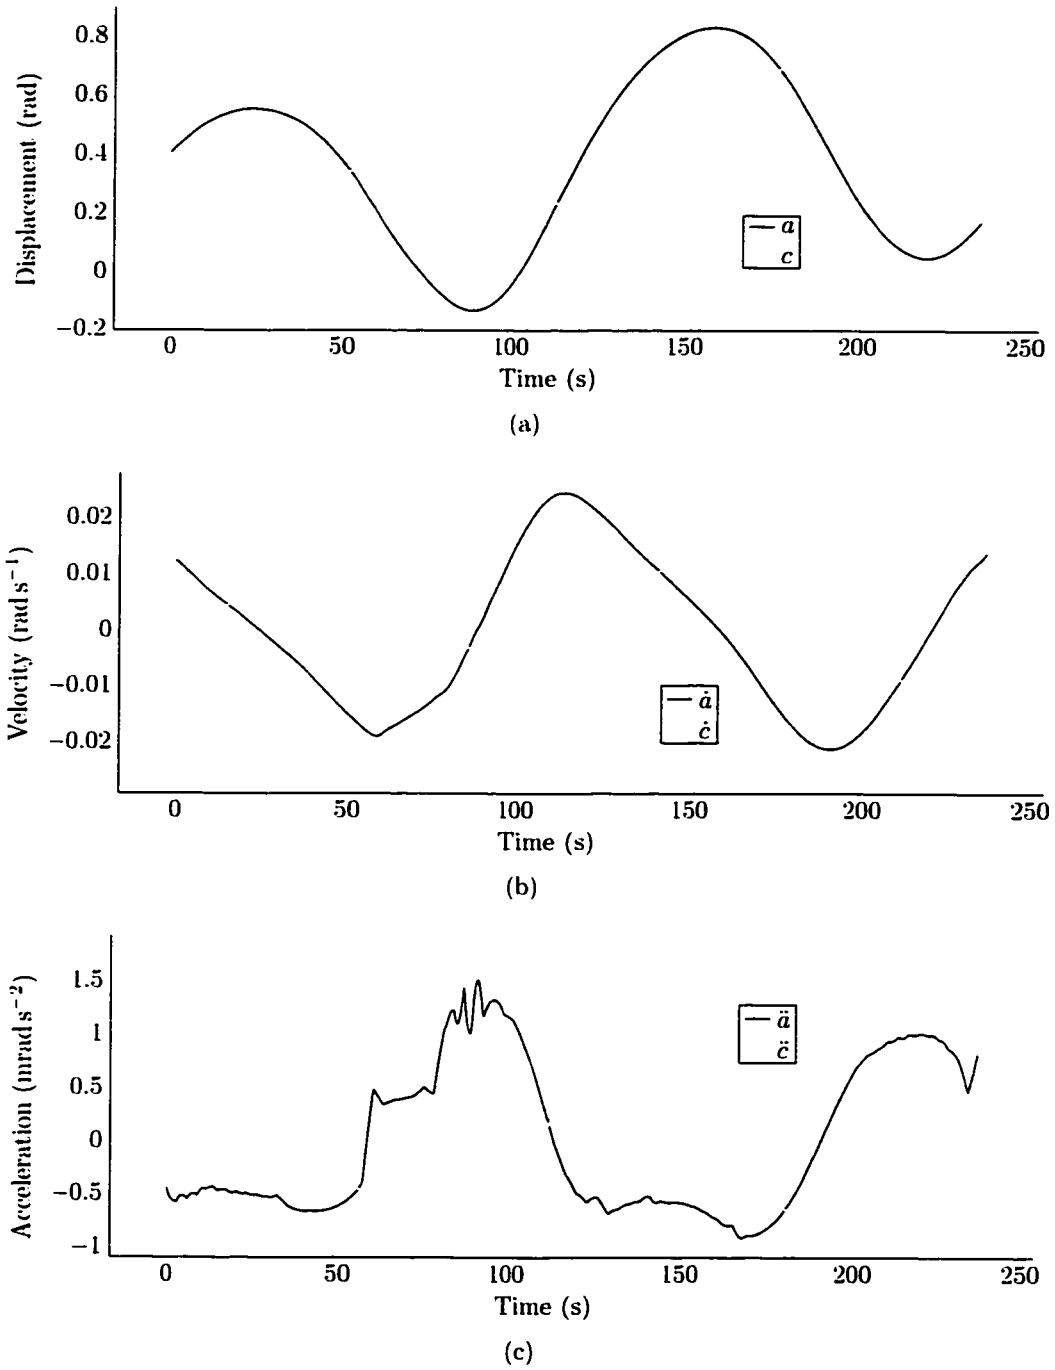 0.8
0.6
0.4
0.2
0
−0.2
Displacement (rad)
a
c
0 50 100 150 200 250
Time (s)
(a)
0.02
0.01
0
−0.01
−0.02
Velocity (rad s⁻¹)
ȧ
ċ
0 50 100 150 200 250
Time (s)
(b)
1.5
1
0.5
0
−0.5
−1
Acceleration (mrad s⁻²)
ä
c̈
0 50 100 150 200 250
Time (s)
(c)